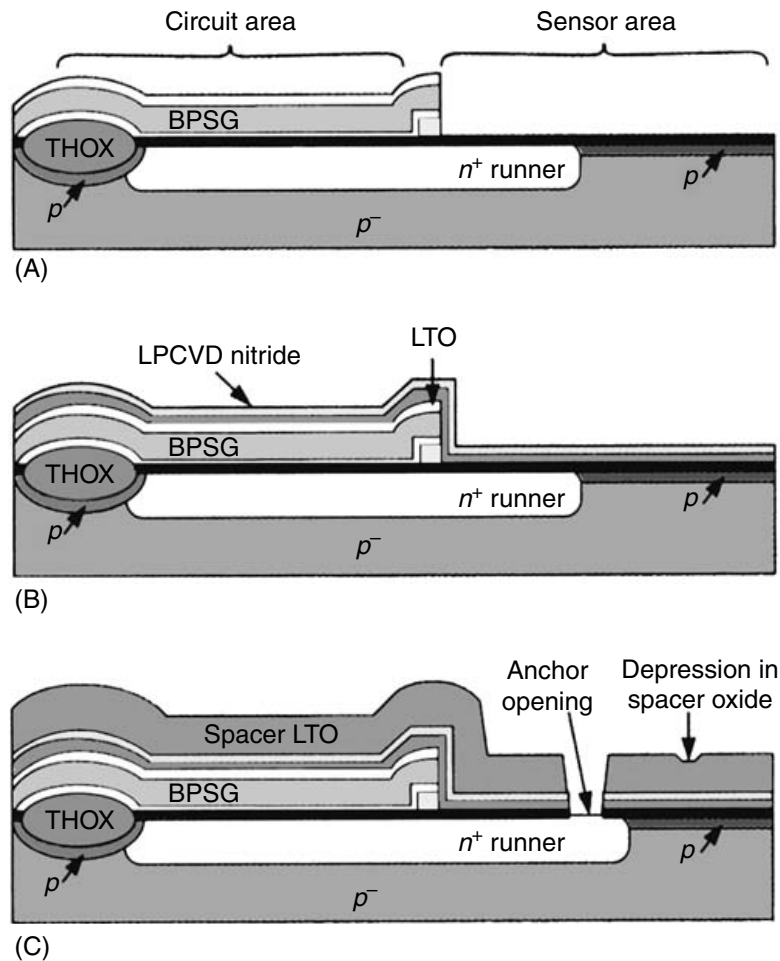 Circuit area
Sensor area
BPSG
THOX
n⁺ runner
p
p
p⁻
(A)
LTO
LPCVD nitride
BPSG
THOX
n⁺ runner
p
p
p⁻
(B)
Anchor
opening
Depression in
spacer oxide
Spacer LTO
BPSG
THOX
n⁺ runner
p
p
p⁻
(C)